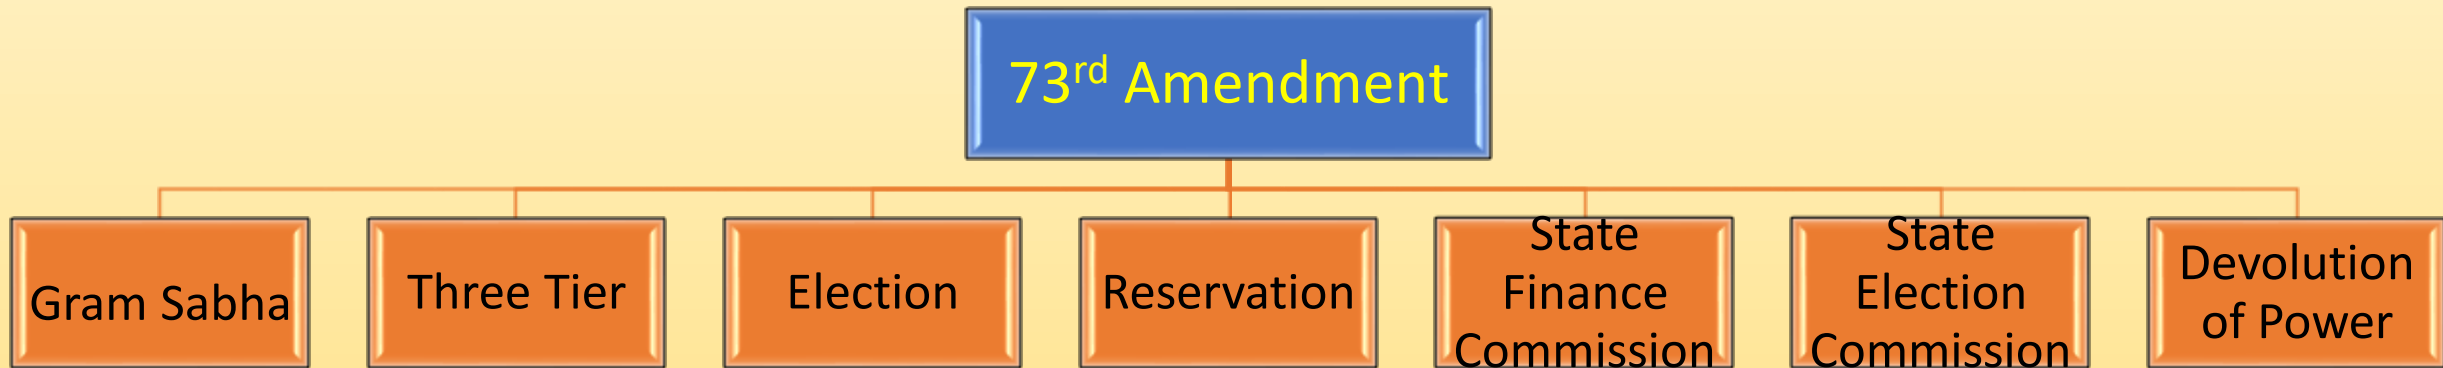 73rd Amendment
Gram Sabha
Three Tier
Election
Reservation
State
Finance
Commission
State
Election
Commission
Devolution
of Power